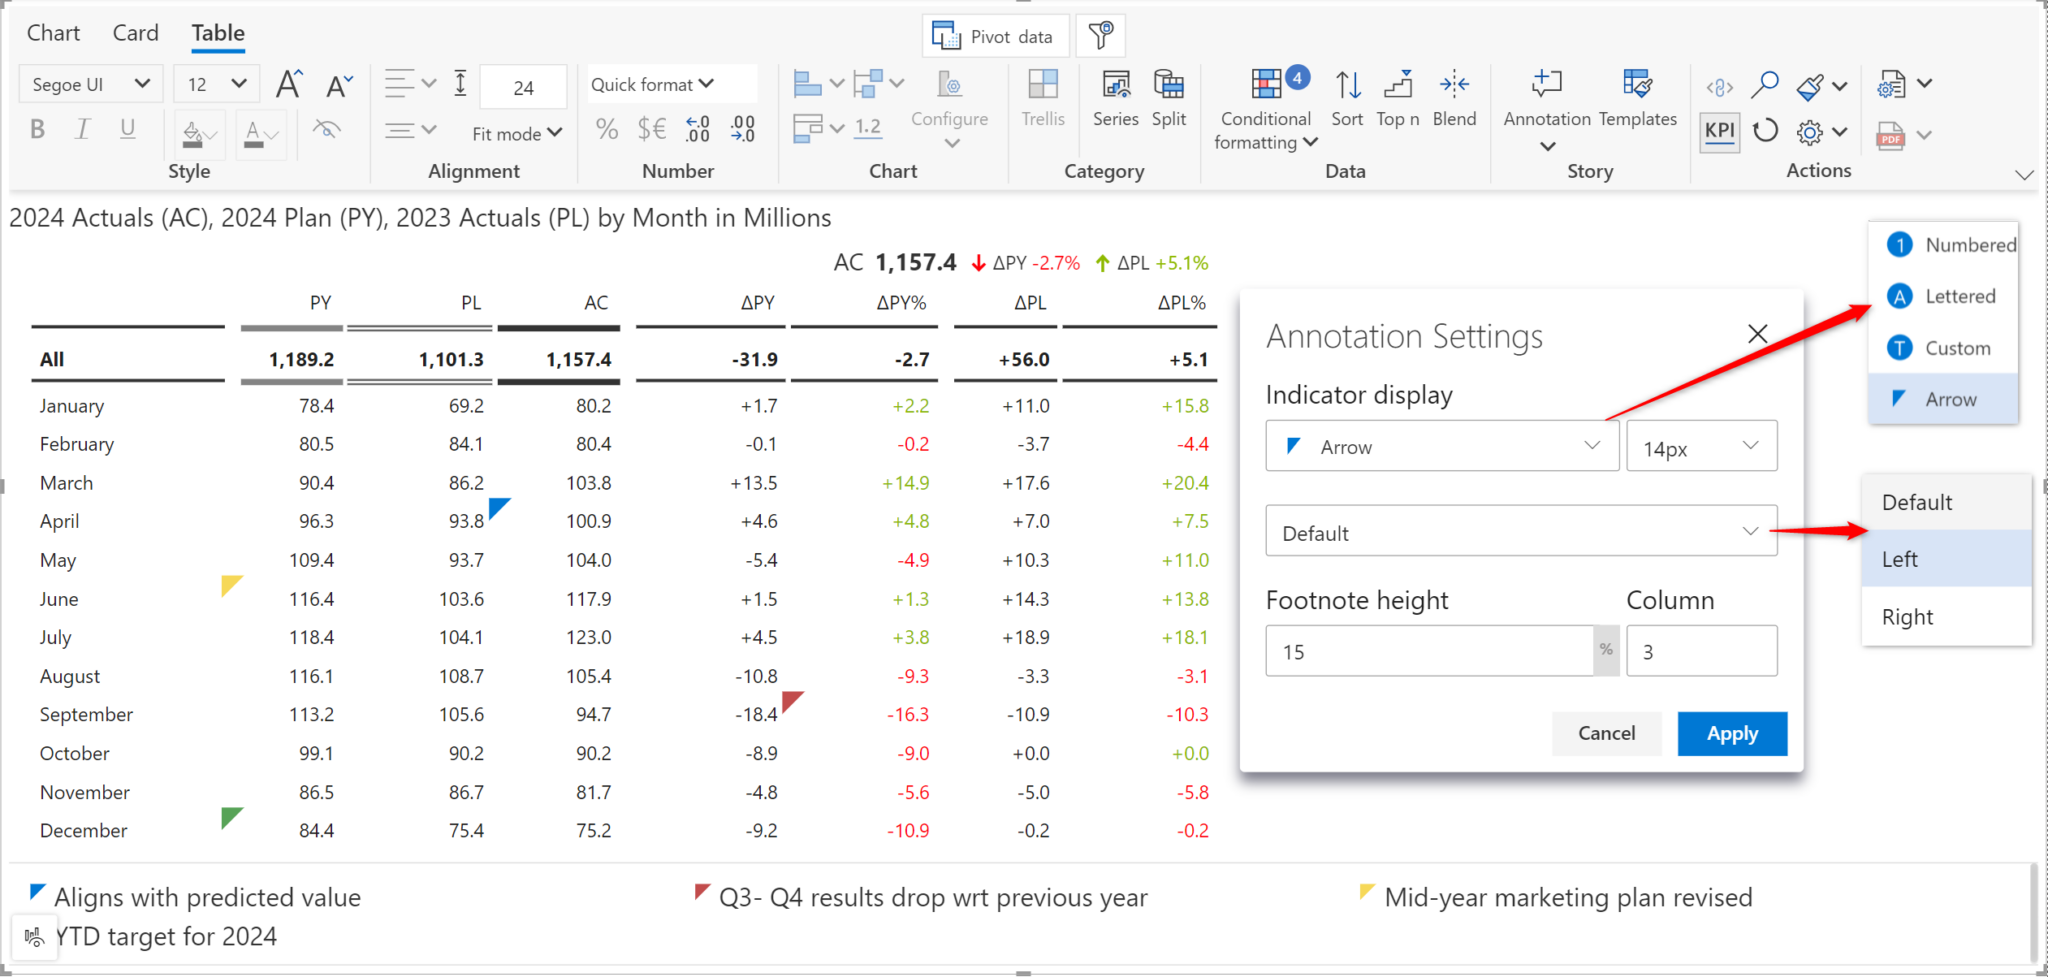 Chart Card Table
Pivot data
Segoe UI 12 A A 24 Quick format 4
B I U A Fit mode % $€ .0 .00 .00 .0 1.2
Configure Trellis Series Split Conditional formatting Sort Top n Blend Annotation Templates KPI PDF
Style Alignment Number Chart Category Data Story Actions
2024 Actuals (AC), 2024 Plan (PY), 2023 Actuals (PL) by Month in Millions
AC 1,157.4 ΔPY -2.7% ΔPL +5.1%
PY PL AC ΔPY ΔPY% ΔPL ΔPL%
All 1,189.2 1,101.3 1,157.4 -31.9 -2.7 +56.0 +5.1
January 78.4 69.2 80.2 +1.7 +2.2 +11.0 +15.8
February 80.5 84.1 80.4 -0.1 -0.2 -3.7 -4.4
March 90.4 86.2 103.8 +13.5 +14.9 +17.6 +20.4
April 96.3 93.8 100.9 +4.6 +4.8 +7.0 +7.5
May 109.4 93.7 104.0 -5.4 -4.9 +10.3 +11.0
June 116.4 103.6 117.9 +1.5 +1.3 +14.3 +13.8
July 118.4 104.1 123.0 +4.5 +3.8 +18.9 +18.1
August 116.1 108.7 105.4 -10.8 -9.3 -3.3 -3.1
September 113.2 105.6 94.7 -18.4 -16.3 -10.9 -10.3
October 99.1 90.2 90.2 -8.9 -9.0 +0.0 +0.0
November 86.5 86.7 81.7 -4.8 -5.6 -5.0 -5.8
December 84.4 75.4 75.2 -9.2 -10.9 -0.2 -0.2
Annotation Settings
Indicator display
Arrow 14px
Default
Footnote height Column
15 % 3
Cancel Apply
1 Numbered
A Lettered
T Custom
Arrow
Default
Left
Right
Aligns with predicted value Q3- Q4 results drop wrt previous year Mid-year marketing plan revised
YTD target for 2024